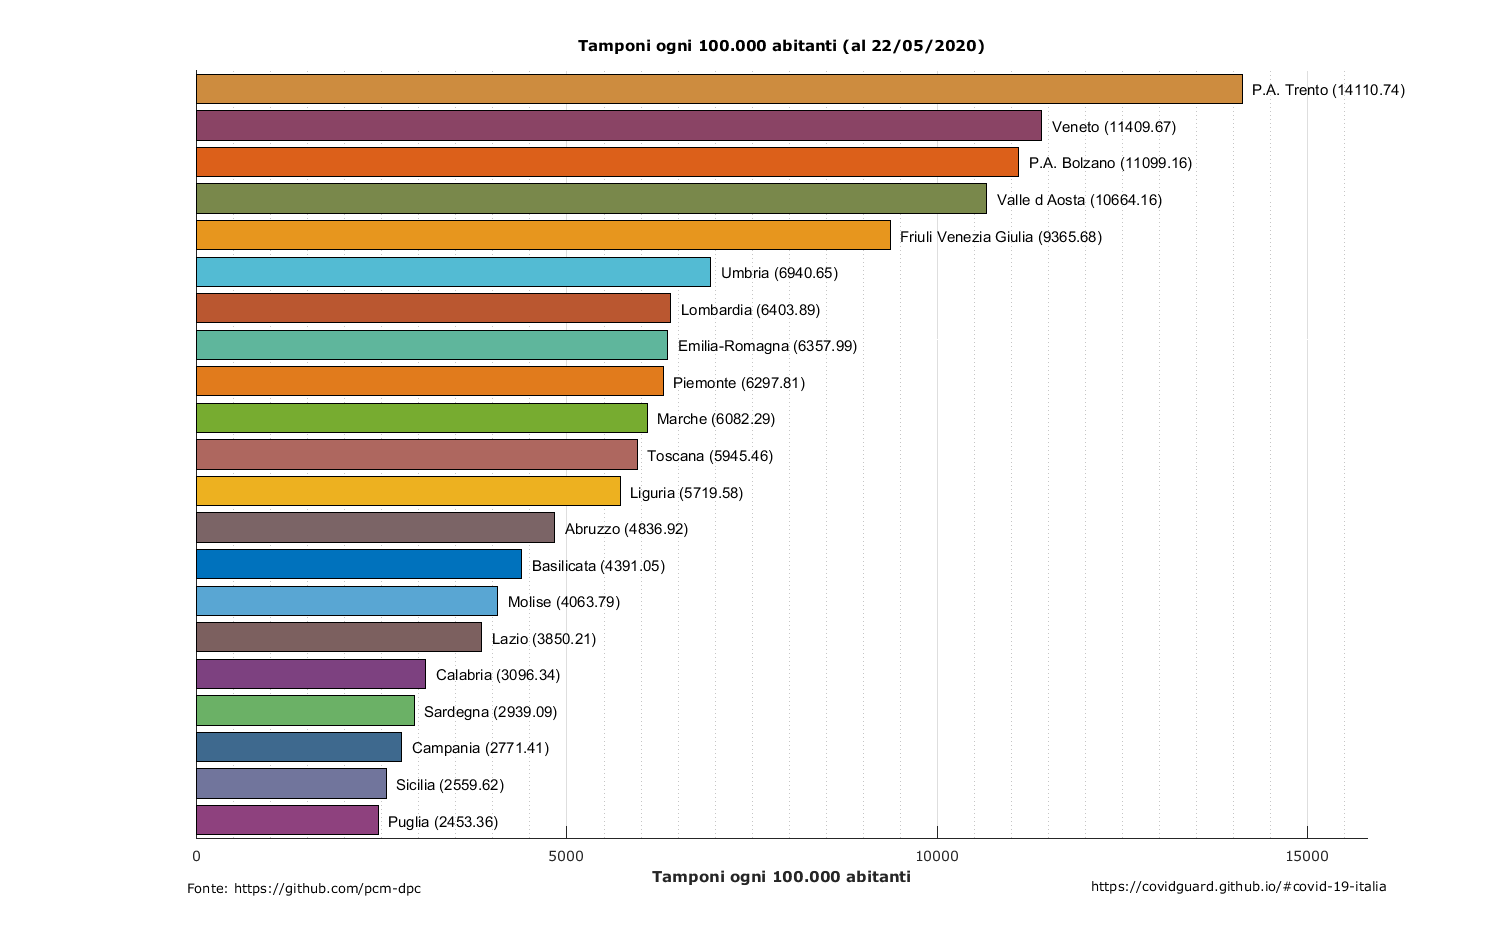 Tamponi ogni 100.000 abitanti (al 22/05/2020)
P.A. Trento (14110.74)
Veneto (11409.67)
P.A. Bolzano (11099.16)
Valle d Aosta (10664.16)
Friuli Venezia Giulia (9365.68)
Umbria (6940.65)
Lombardia (6403.89)
Emilia-Romagna (6357.99)
Piemonte (6297.81)
Marche (6082.29)
Toscana (5945.46)
Liguria (5719.58)
Abruzzo (4836.92)
Basilicata (4391.05)
Molise (4063.79)
Lazio (3850.21)
Calabria (3096.34)
Sardegna (2939.09)
Campania (2771.41)
Sicilia (2559.62)
Puglia (2453.36)
0 5000 10000 15000
Tamponi ogni 100.000 abitanti
Fonte: https://github.com/pcm-dpc
https://covidguard.github.io/#covid-19-italia